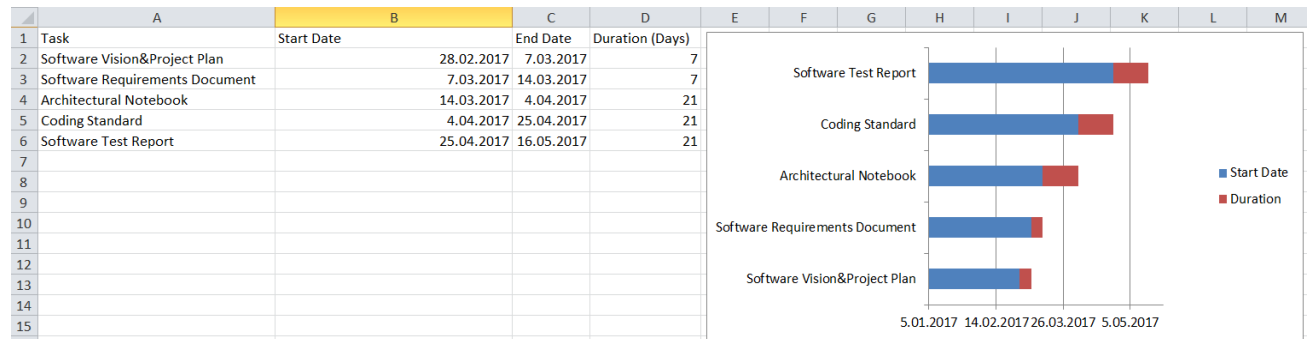 A B C D E F G H I J K L M
1 Task Start Date End Date Duration (Days)
2 Software Vision&Project Plan 28.02.2017 7.03.2017 7
3 Software Requirements Document 7.03.2017 14.03.2017 7
4 Architectural Notebook 14.03.2017 4.04.2017 21
5 Coding Standard 4.04.2017 25.04.2017 21
6 Software Test Report 25.04.2017 16.05.2017 21
7
8
9
10
11
12
13
14
15
Software Test Report
Coding Standard
Architectural Notebook
Software Requirements Document
Software Vision&Project Plan
5.01.2017 14.02.2017 26.03.2017 5.05.2017
Start Date
Duration